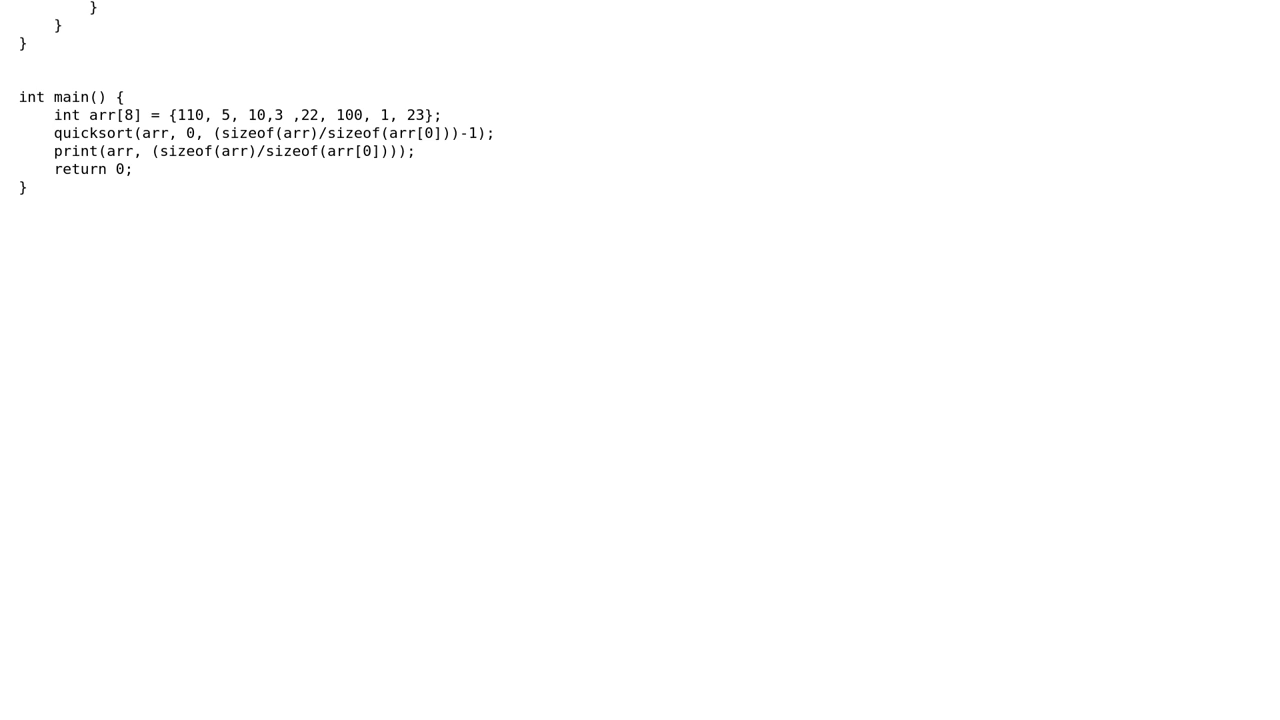 }
    }
}
int main() {
    int arr[8] = {110, 5, 10,3 ,22, 100, 1, 23};
    quicksort(arr, 0, (sizeof(arr)/sizeof(arr[0]))-1);
    print(arr, (sizeof(arr)/sizeof(arr[0])));
    return 0;
}